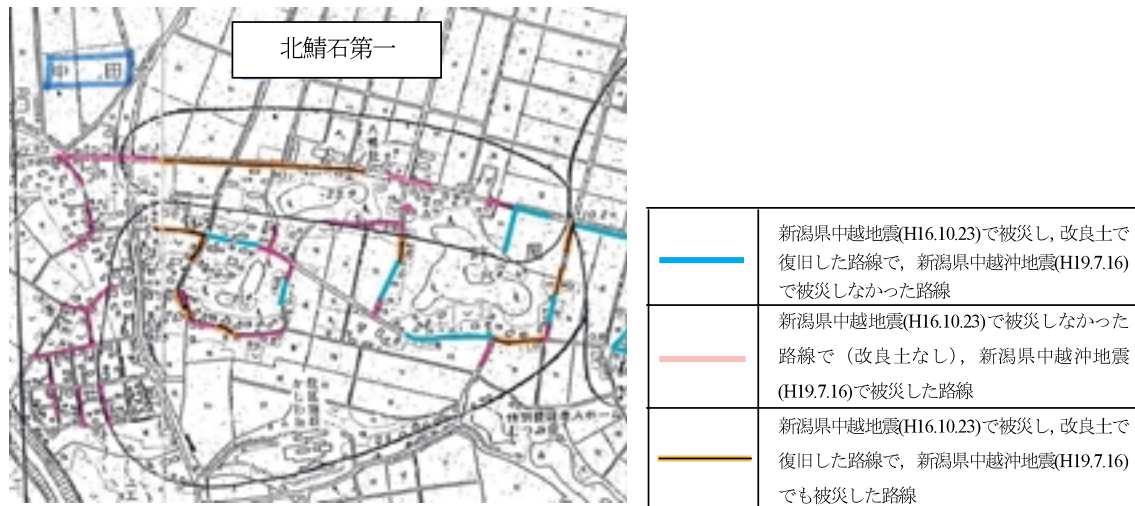 北鯖石第一
中田
新潟県中越地震(H16.10.23)で被災し,改良土で
復旧した路線で，新潟県中越沖地震(H19.7.16)
で被災しなかった路線
新潟県中越地震(H16.10.23)で被災しなかった
路線で（改良土なし），新潟県中越沖地震
(H19.7.16)で被災した路線
新潟県中越地震(H16.10.23)で被災し,改良土で
復旧した路線で，新潟県中越沖地震(H19.7.16)
でも被災した路線